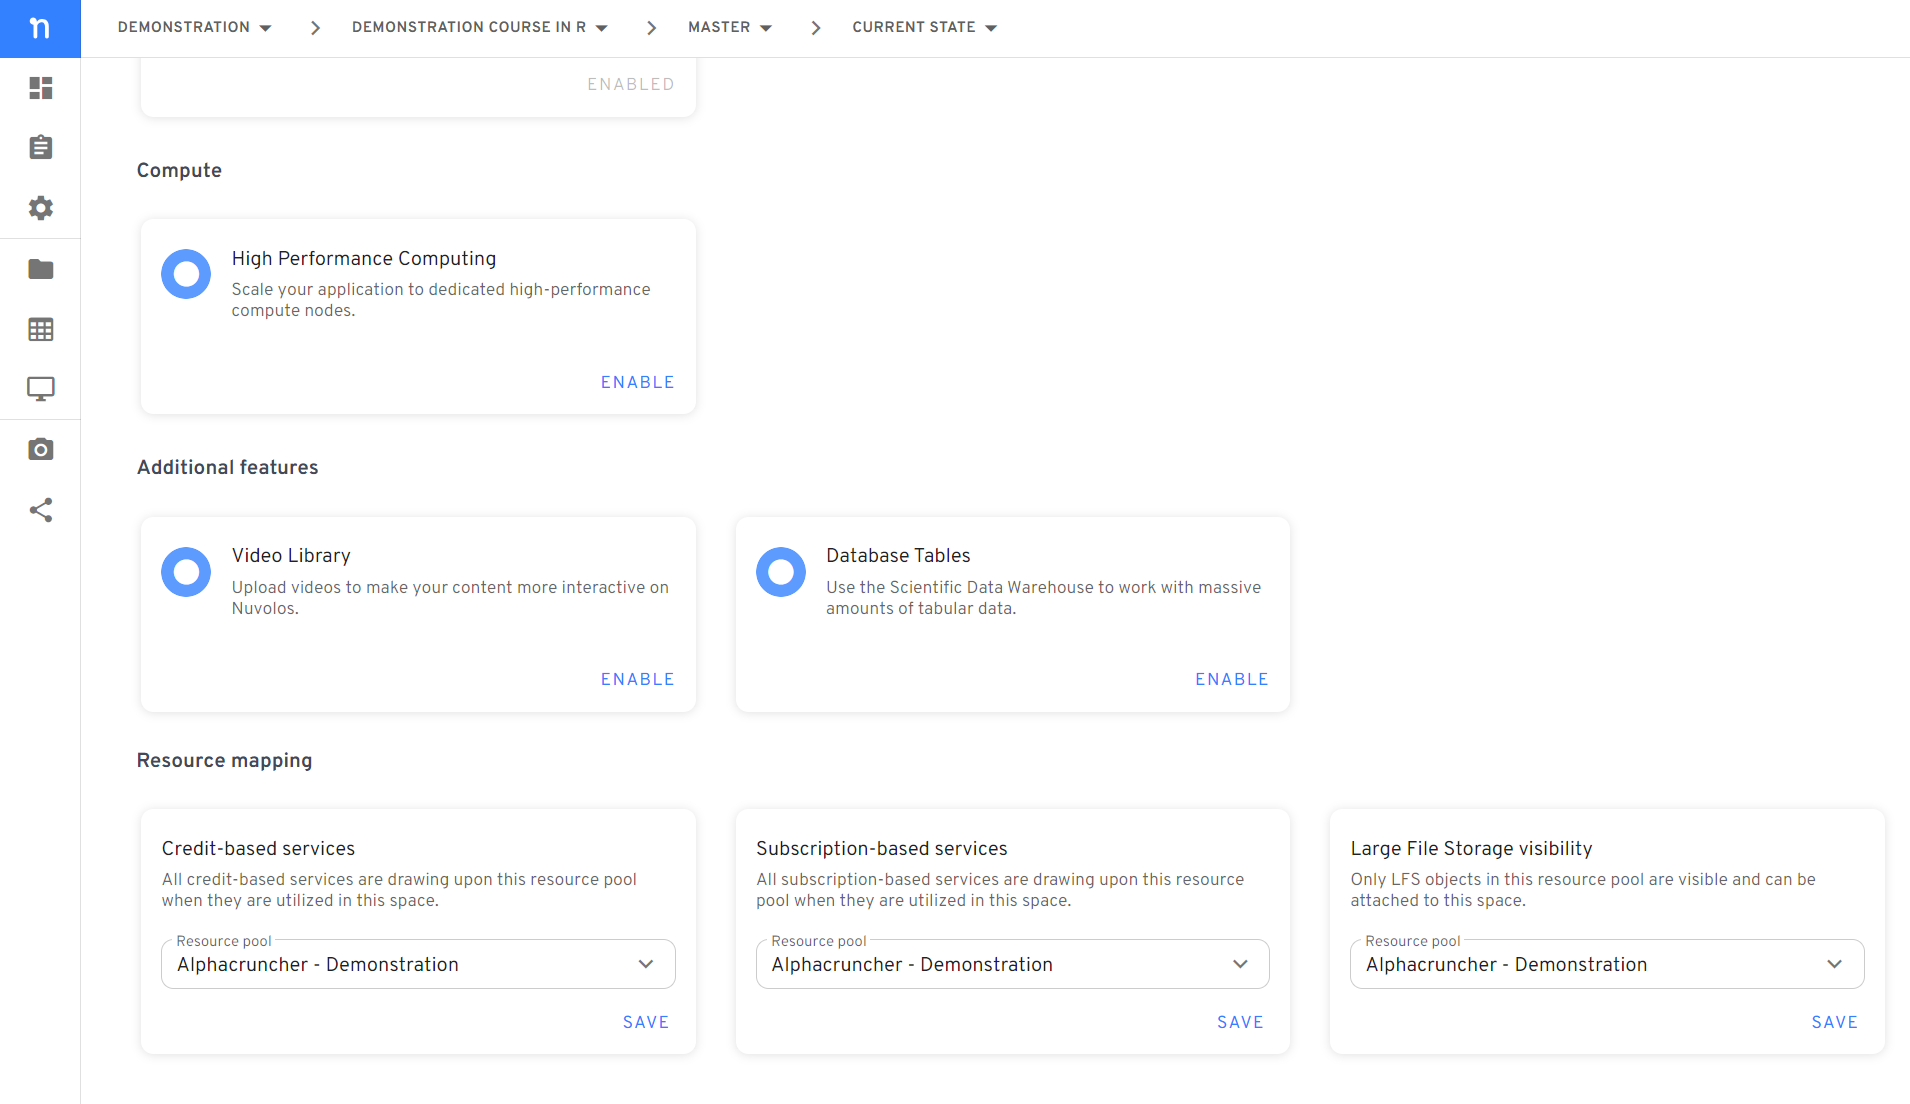 n
DEMONSTRATION
DEMONSTRATION COURSE IN R
MASTER
CURRENT STATE
ENABLED
Compute
High Performance Computing
Scale your application to dedicated high-performance
compute nodes.
ENABLE
Additional features
Video Library
Upload videos to make your content more interactive on
Nuvolos.
ENABLE
Database Tables
Use the Scientific Data Warehouse to work with massive
amounts of tabular data.
ENABLE
Resource mapping
Credit-based services
All credit-based services are drawing upon this resource pool
when they are utilized in this space.
Resource pool
Alphacruncher - Demonstration
SAVE
Subscription-based services
All subscription-based services are drawing upon this resource
pool when they are utilized in this space.
Resource pool
Alphacruncher - Demonstration
SAVE
Large File Storage visibility
Only LFS objects in this resource pool are visible and can be
attached to this space.
Resource pool
Alphacruncher - Demonstration
SAVE